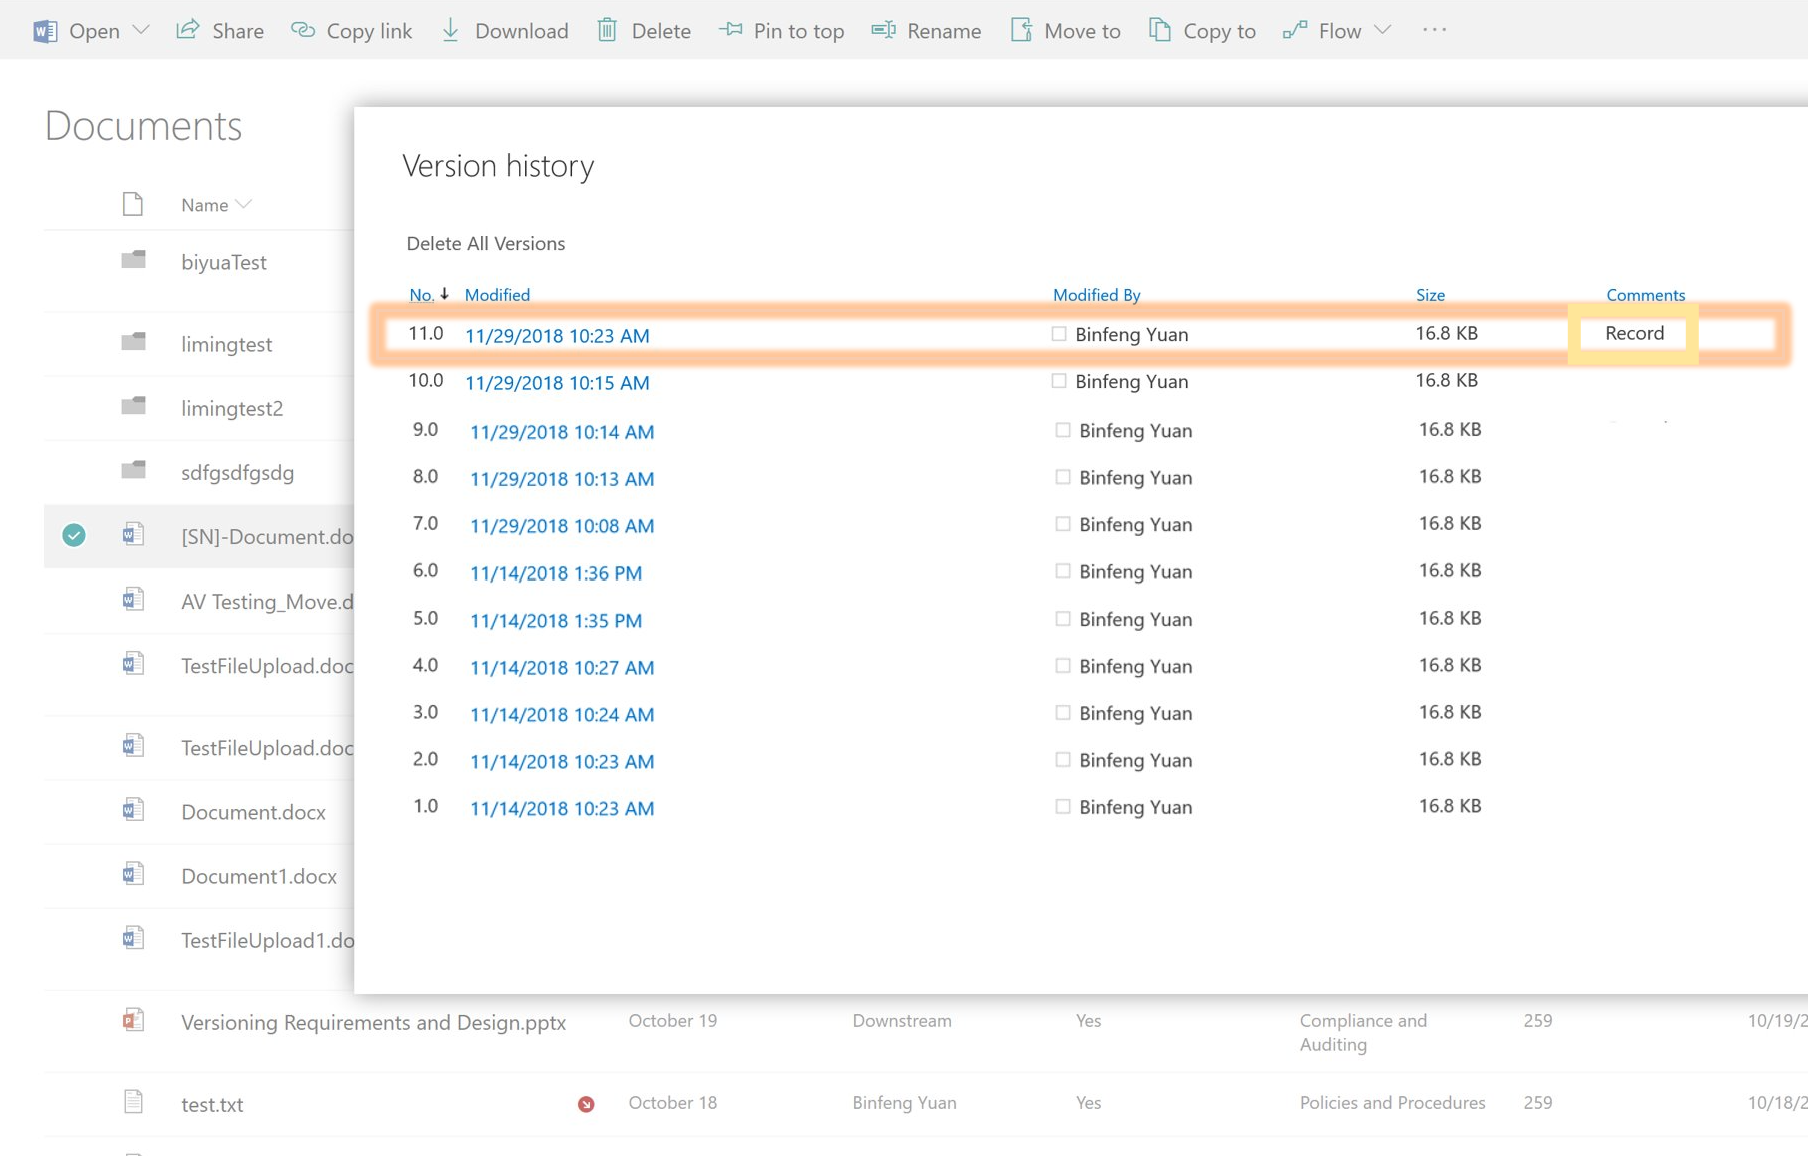 Open Share Copy link Download Delete Pin to top Rename Move to Copy to Flow ...
Documents
Name
biyuaTest
limingtest
limingtest2
sdfgsdfgsdg
[SN]-Document.do
AV Testing_Move.d
TestFileUpload.doc
TestFileUpload.doc
Document.docx
Document1.docx
TestFileUpload1.do
Version history
Delete All Versions
No. Modified Modified By Size Comments
11.0 11/29/2018 10:23 AM Binfeng Yuan 16.8 KB Record
10.0 11/29/2018 10:15 AM Binfeng Yuan 16.8 KB
9.0 11/29/2018 10:14 AM Binfeng Yuan 16.8 KB
8.0 11/29/2018 10:13 AM Binfeng Yuan 16.8 KB
7.0 11/29/2018 10:08 AM Binfeng Yuan 16.8 KB
6.0 11/14/2018 1:36 PM Binfeng Yuan 16.8 KB
5.0 11/14/2018 1:35 PM Binfeng Yuan 16.8 KB
4.0 11/14/2018 10:27 AM Binfeng Yuan 16.8 KB
3.0 11/14/2018 10:24 AM Binfeng Yuan 16.8 KB
2.0 11/14/2018 10:23 AM Binfeng Yuan 16.8 KB
1.0 11/14/2018 10:23 AM Binfeng Yuan 16.8 KB
Versioning Requirements and Design.pptx October 19 Downstream Yes Compliance and 259 10/19/2
Auditing
test.txt October 18 Binfeng Yuan Yes Policies and Procedures 259 10/18/2